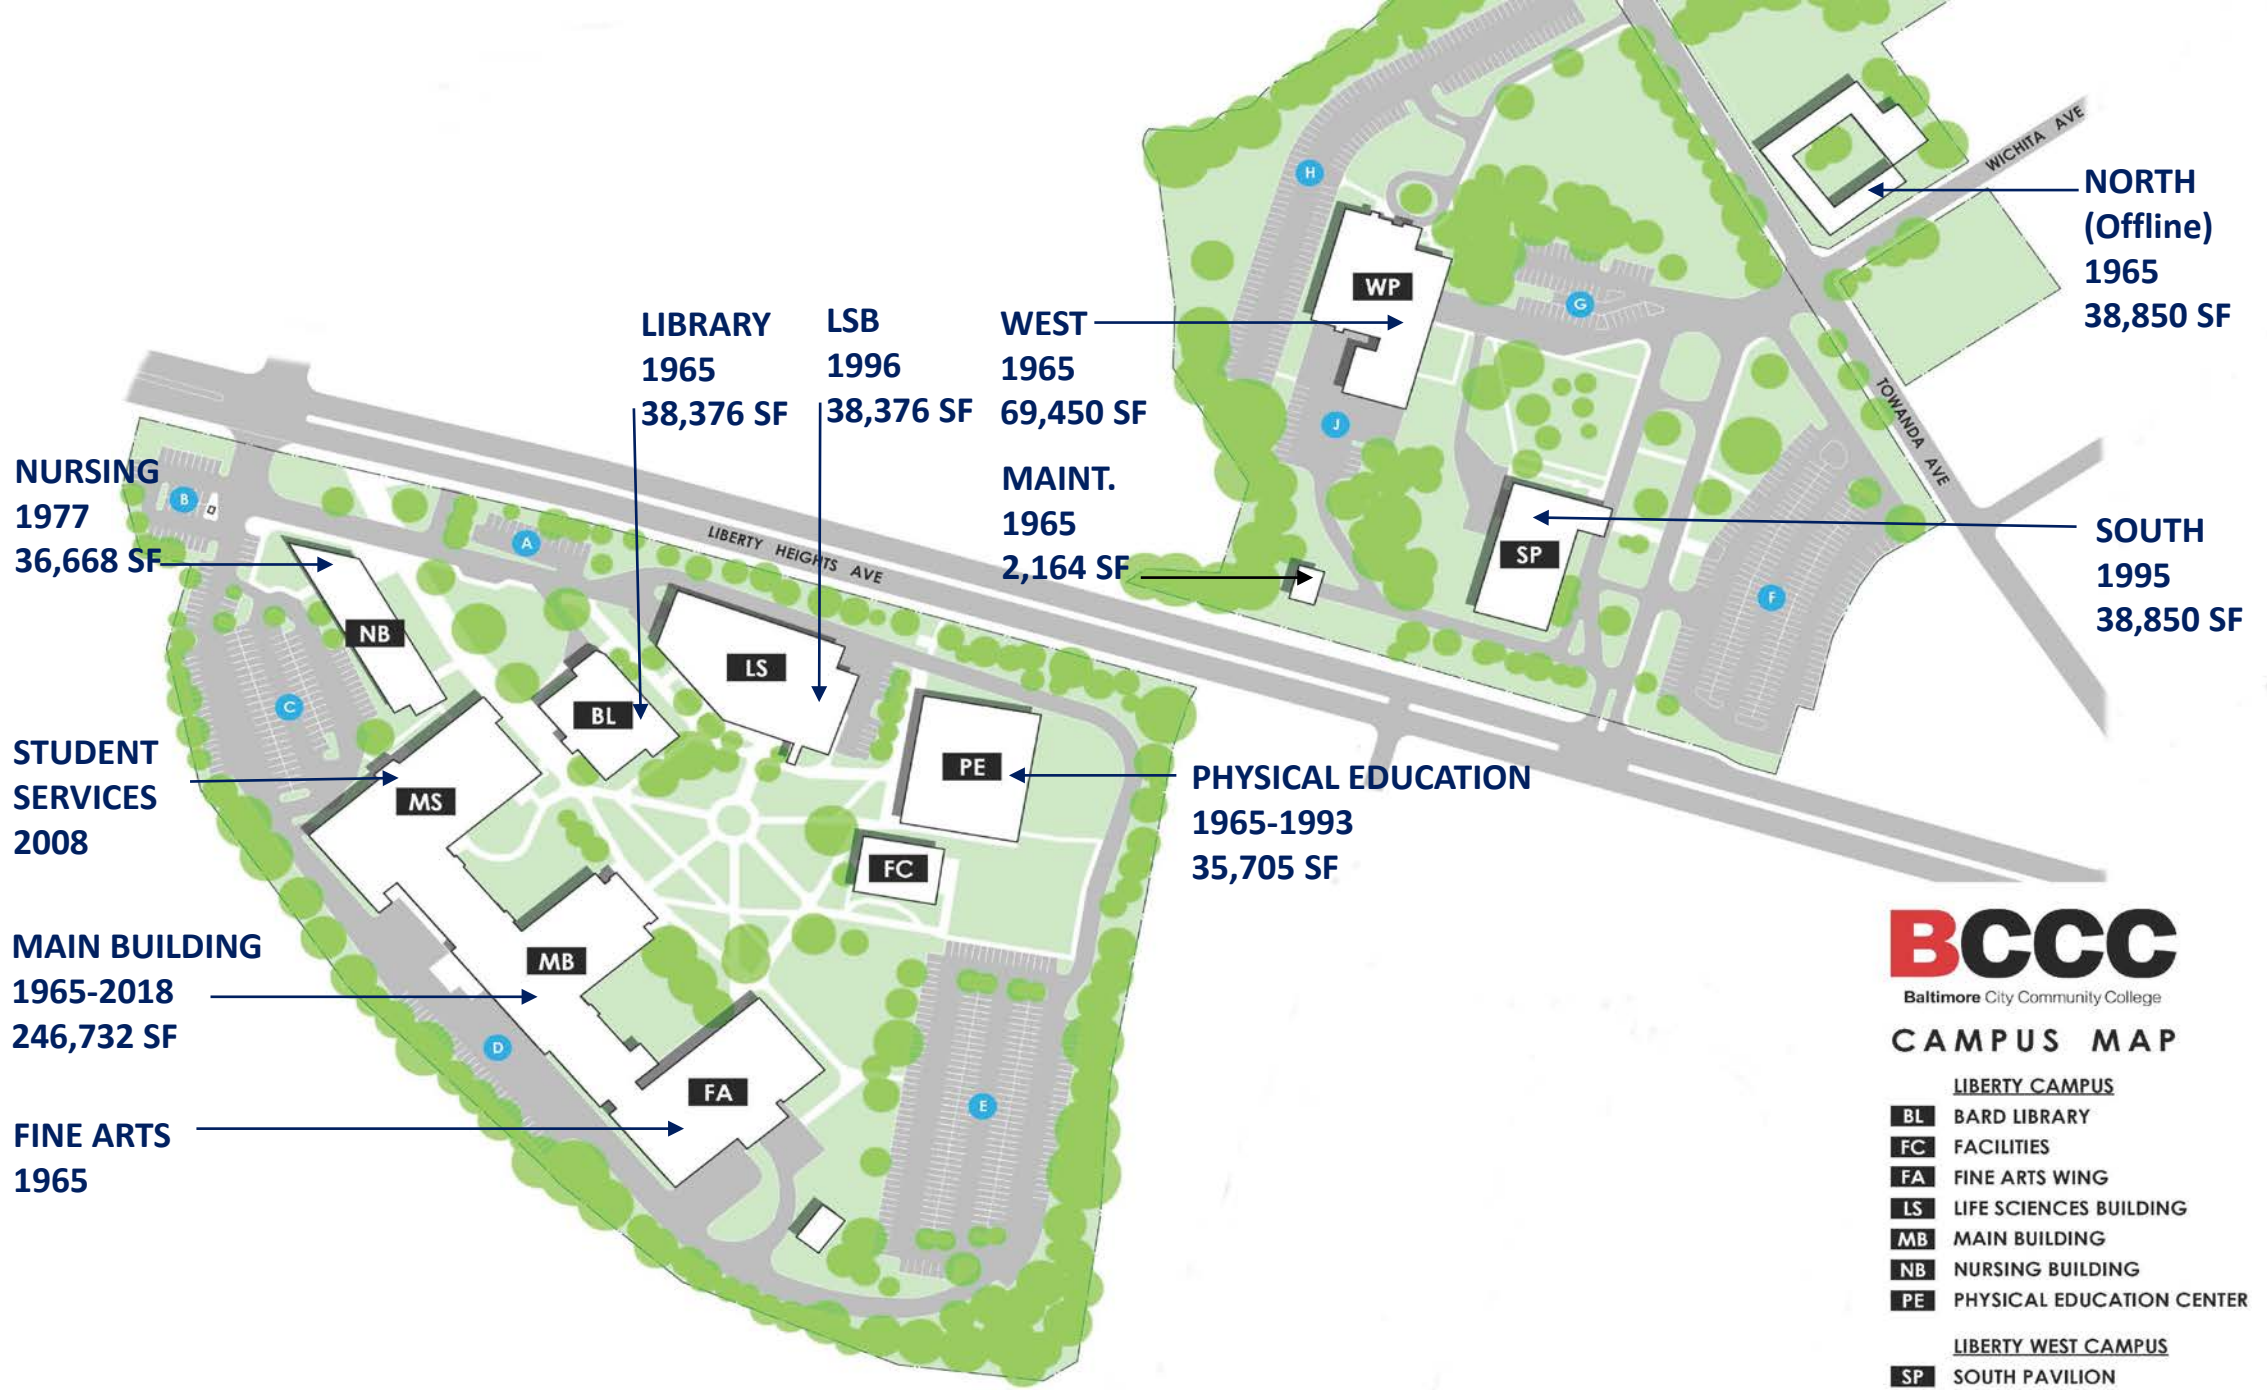 WICHITA AVE
NORTH
(Offline)
1965
38,850 SF
H
WP
G
LIBRARY
1965
38,376 SF
LSB
1996
38,376 SF
WEST
1965
69,450 SF
J
TOWANDA AVE
NURSING
1977
36,668 SF
B
A
LIBERTY HEIGHTS AVE
MAINT.
1965
2,164 SF
SP
F
SOUTH
1995
38,850 SF
NB
LS
BL
C
PE
STUDENT
SERVICES
2008
MS
PHYSICAL EDUCATION
1965-1993
35,705 SF
FC
MAIN BUILDING
1965-2018
246,732 SF
MB
D
FA
E
FINE ARTS
1965
BCCC
Baltimore City Community College
CAMPUS MAP
LIBERTY CAMPUS
BL BARD LIBRARY
FC FACILITIES
FA FINE ARTS WING
LS LIFE SCIENCES BUILDING
MB MAIN BUILDING
NB NURSING BUILDING
PE PHYSICAL EDUCATION CENTER
LIBERTY WEST CAMPUS
SP SOUTH PAVILION